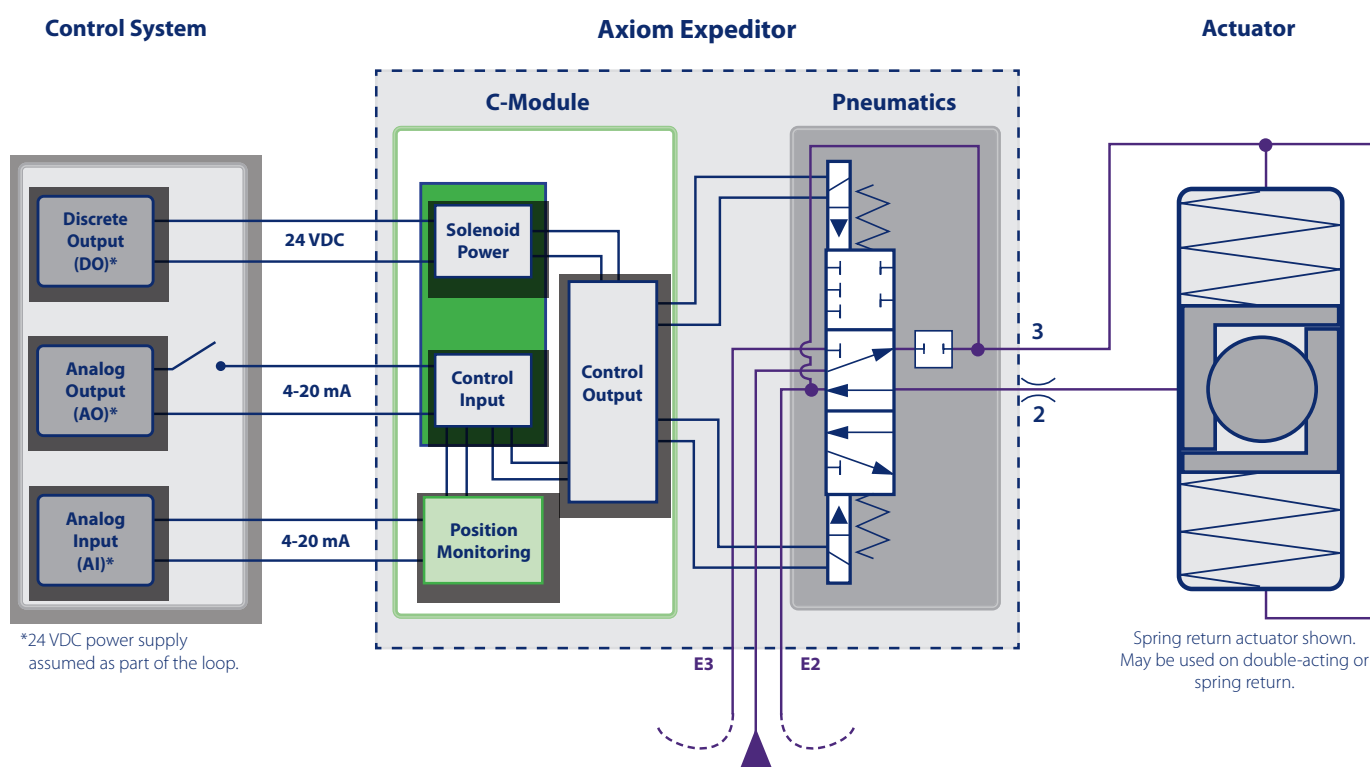 Control System
Axiom Expeditor
Actuator
C-Module
Pneumatics
Discrete
Output
(DO)*
24 VDC
Solenoid
Power
Analog
Output
(AO)*
4-20 mA
Control
Input
Control
Output
3
2
Analog
Input
(AI)*
4-20 mA
Position
Monitoring
*24 VDC power supply
assumed as part of the loop.
E3
E2
Spring return actuator shown.
May be used on double-acting or
spring return.